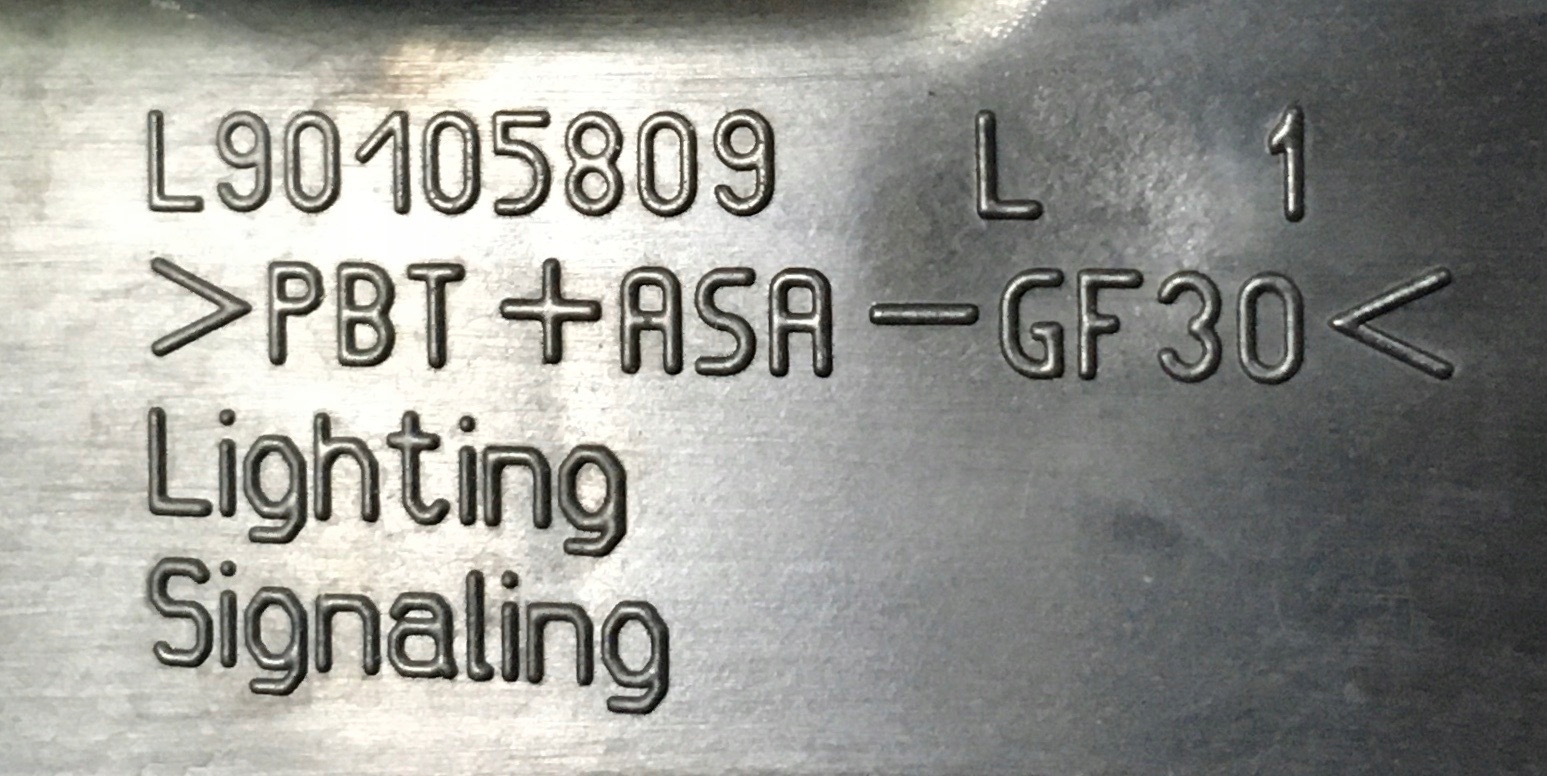 L90105809 L 1
>PBT+ASA-GF30<
Lighting
Signaling